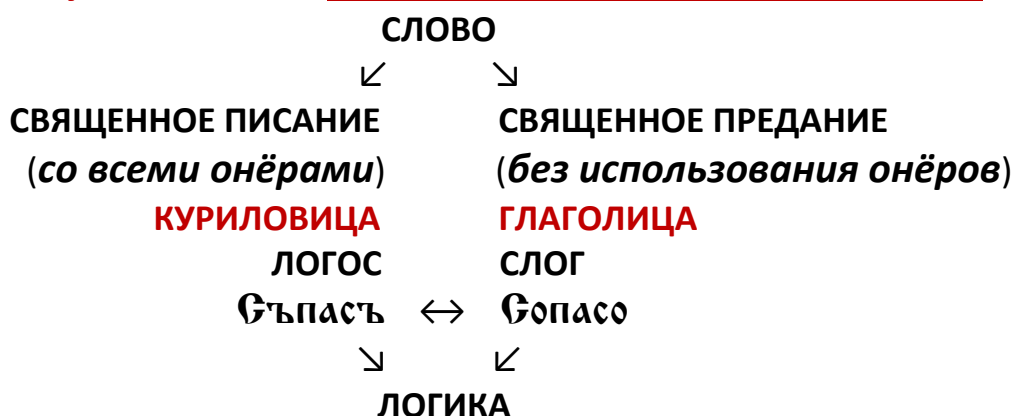 СЛОВО
↙ ↘
СВЯЩЕННОЕ ПИСАНИЕ СВЯЩЕННОЕ ПРЕДАНИЕ
(со всеми онёрами) (без использования онёров)
КУРИЛОВИЦА ГЛАГОЛИЦА
ЛОГОС СЛОГ
Съпасъ ↔ Сопасо
↘ ↙
ЛОГИКА